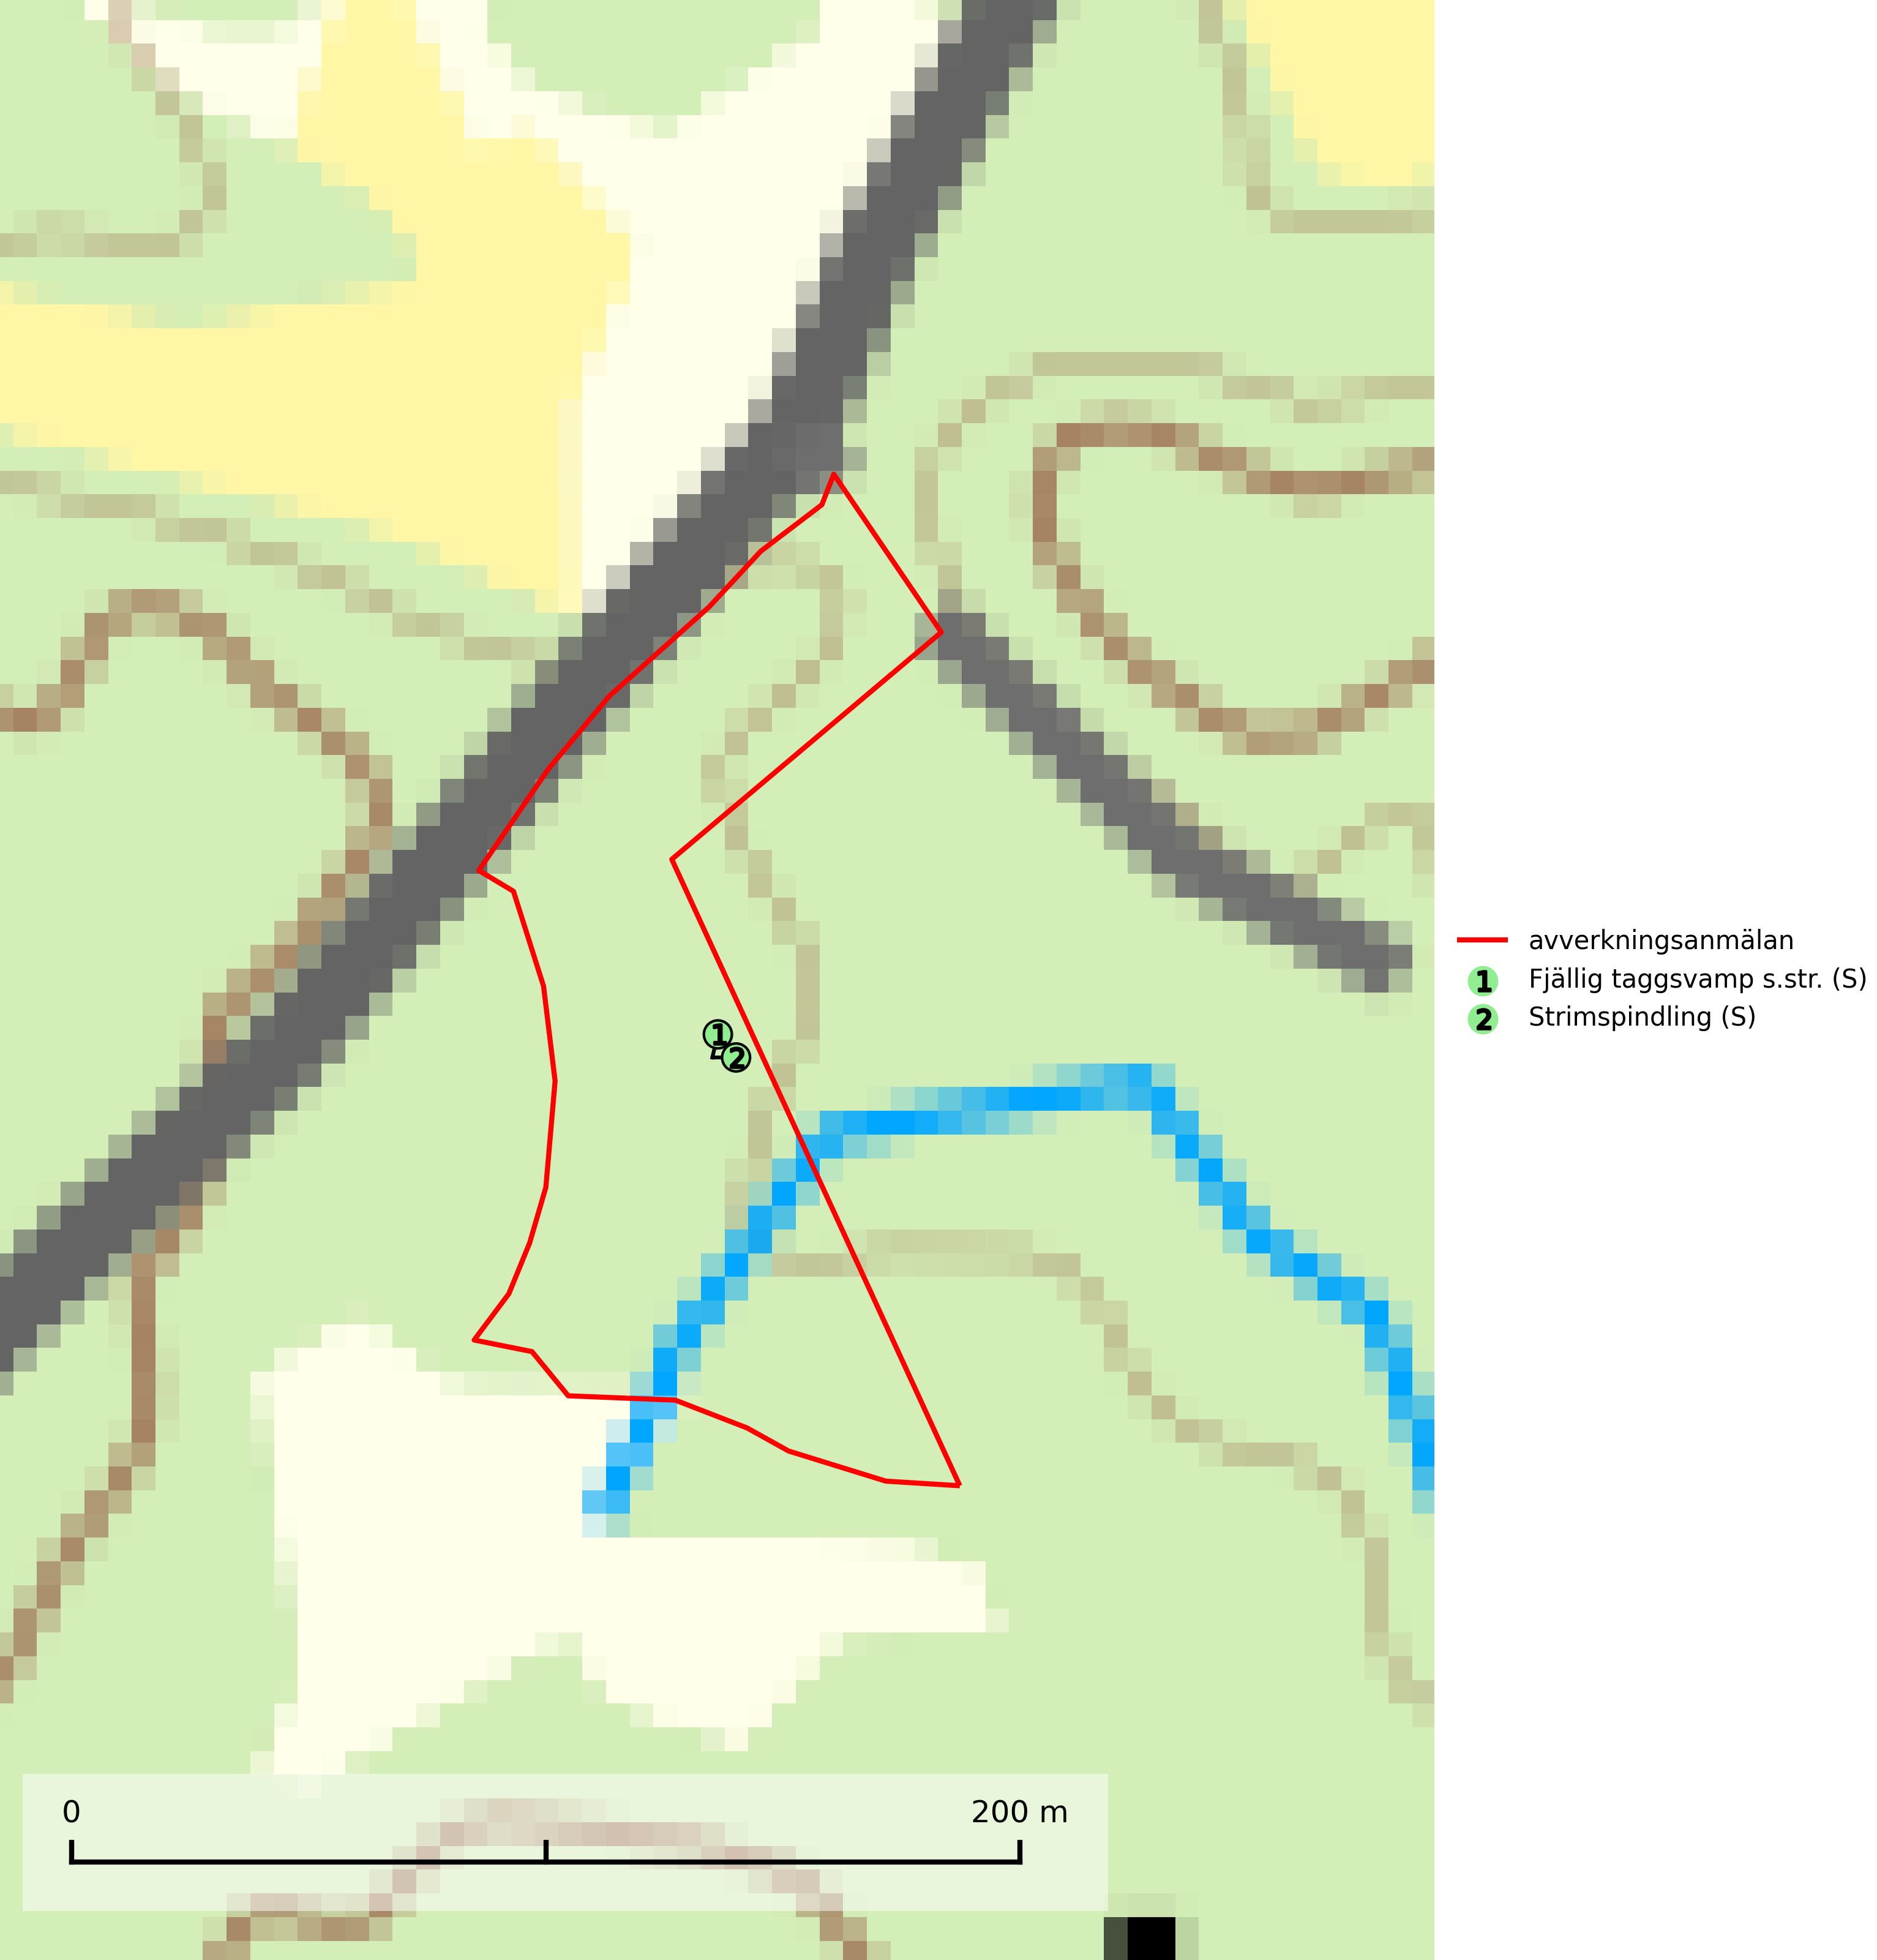 avverkningsanmälan
1 Fjällig taggsvamp s.str. (S)
2 Strimspindling (S)
1
2
0 200 m